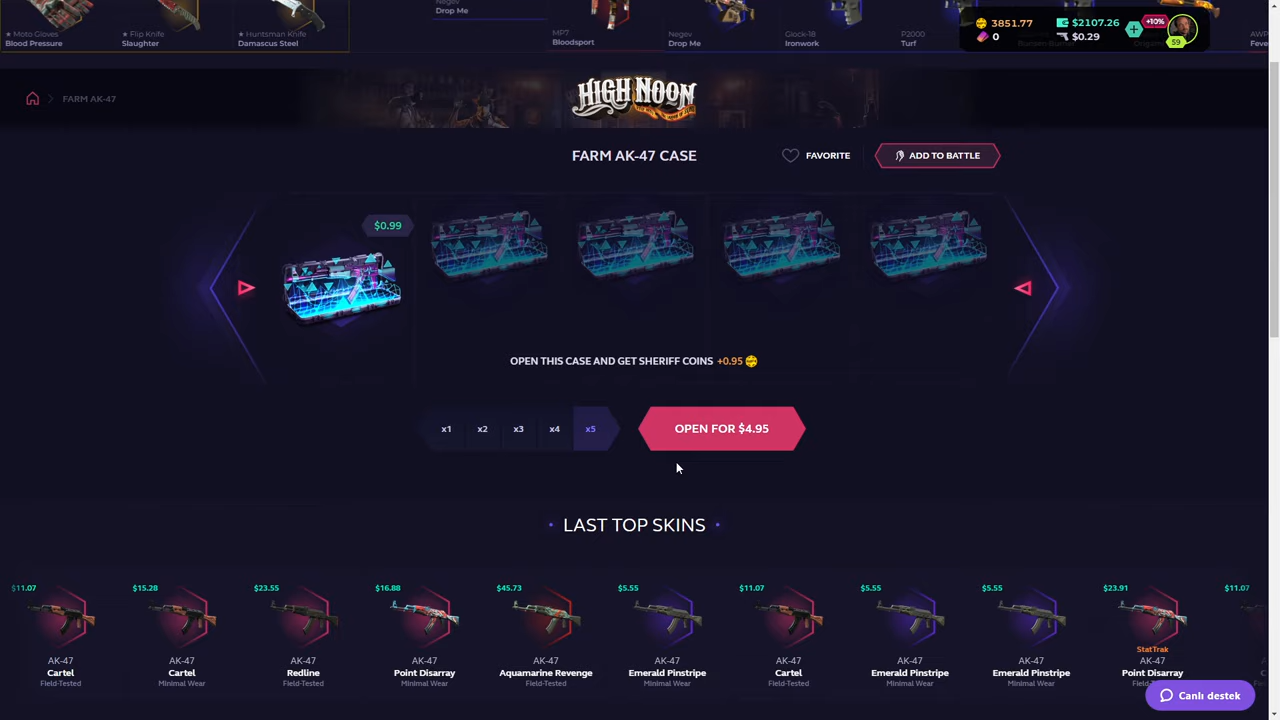 ★ Moto Gloves
Blood Pressure
★ Flip Knife
Slaughter
★ Huntsman Knife
Damascus Steel
Negev
Drop Me
MP7
Bloodsport
Negev
Drop Me
Glock-18
Ironwork
P2000
Turf
3851.77
$2107.26
0
$0.29
+10%
59
FARM AK-47
HIGH NOON
FARM AK-47 CASE
FAVORITE
ADD TO BATTLE
$0.99
OPEN THIS CASE AND GET SHERIFF COINS +0.95
x1 x2 x3 x4 x5
OPEN FOR $4.95
LAST TOP SKINS
$11.07
AK-47
Cartel
Field-Tested
$15.28
AK-47
Cartel
Minimal Wear
$23.55
AK-47
Redline
Field-Tested
$16.88
AK-47
Point Disarray
Minimal Wear
$45.73
AK-47
Aquamarine Revenge
Field-Tested
$5.55
AK-47
Emerald Pinstripe
Minimal Wear
$11.07
AK-47
Cartel
Field-Tested
$5.55
AK-47
Emerald Pinstripe
Minimal Wear
$5.55
AK-47
Emerald Pinstripe
Minimal Wear
$23.91
StatTrak
AK-47
Point Disarray
$11.07
Canlı destek